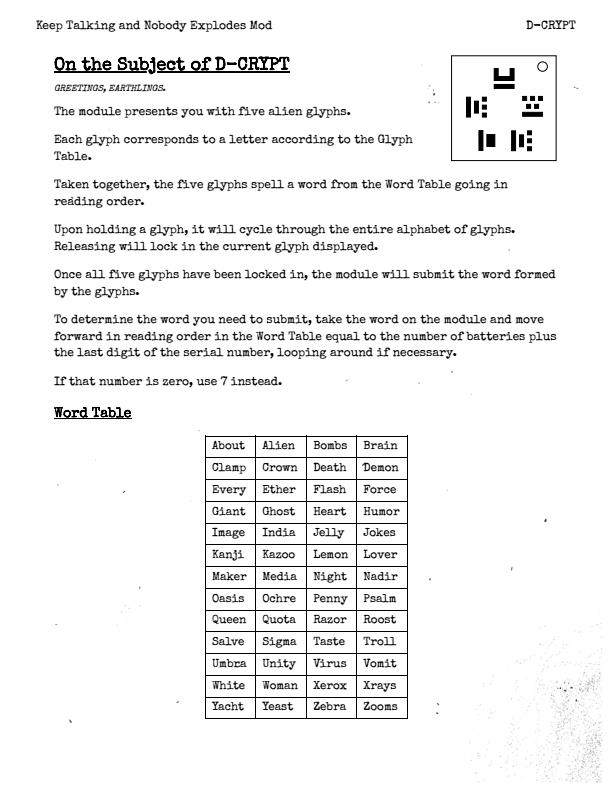 Keep Talking and Nobody Explodes Mod D-CRYPT
On the Subject of D-CRYPT
GREETINGS, EARTHLINGS.
The module presents you with five alien glyphs.
Each glyph corresponds to a letter according to the Glyph
Table.
Taken together, the five glyphs spell a word from the Word Table going in
reading order.
Upon holding a glyph, it will cycle through the entire alphabet of glyphs.
Releasing will lock in the current glyph displayed.
Once all five glyphs have been locked in, the module will submit the word formed
by the glyphs.
To determine the word you need to submit, take the word on the module and move
forward in reading order in the Word Table equal to the number of batteries plus
the last digit of the serial number, looping around if necessary.
If that number is zero, use 7 instead.
Word Table
About Alien Bombs Brain
Clamp Crown Death Demon
Every Ether Flash Force
Giant Ghost Heart Humor
Image India Jelly Jokes
Kanji Kazoo Lemon Lover
Maker Media Night Nadir
Oasis Ochre Penny Psalm
Queen Quota Razor Roost
Salve Sigma Taste Troll
Umbra Unity Virus Vomit
White Woman Xerox Xrays
Yacht Yeast Zebra Zooms